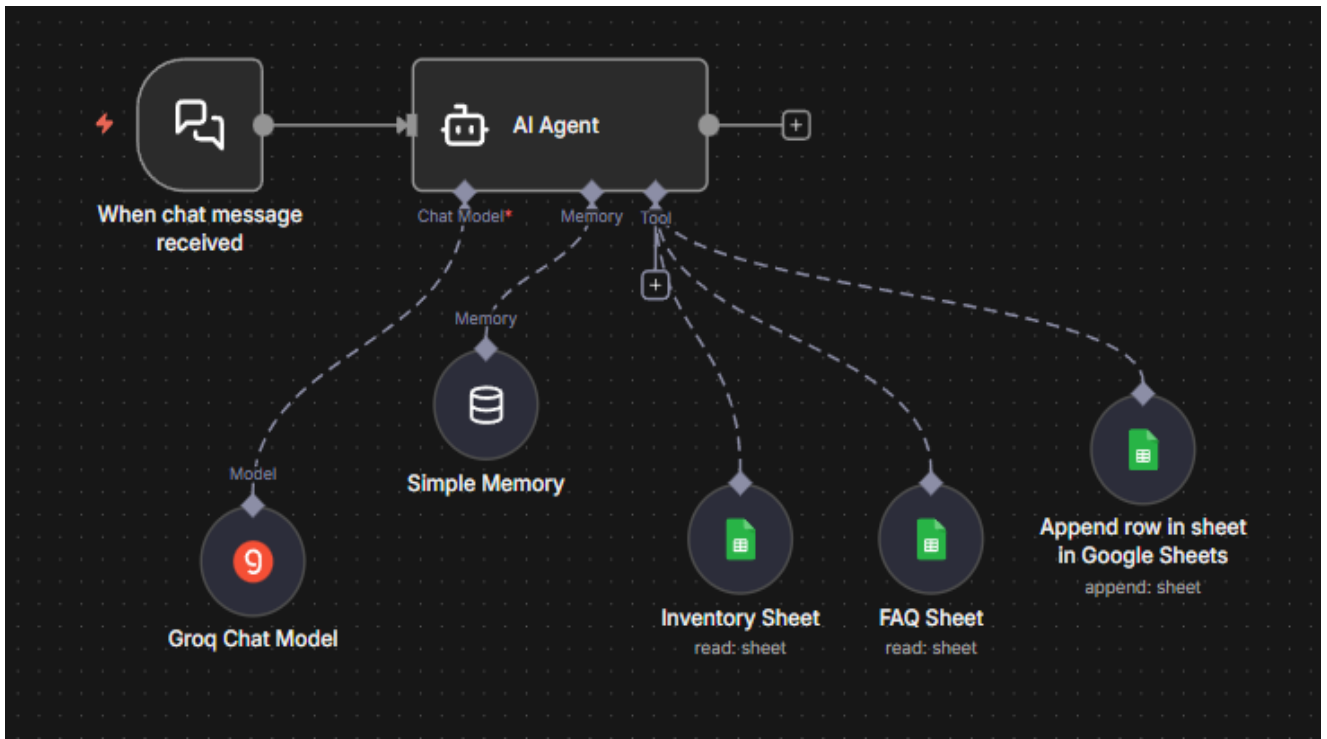 AI Agent
When chat message
received
Chat Model*
Memory
Tool
Memory
Simple Memory
Model
Groq Chat Model
Inventory Sheet
read: sheet
FAQ Sheet
read: sheet
Append row in sheet
in Google Sheets
append: sheet